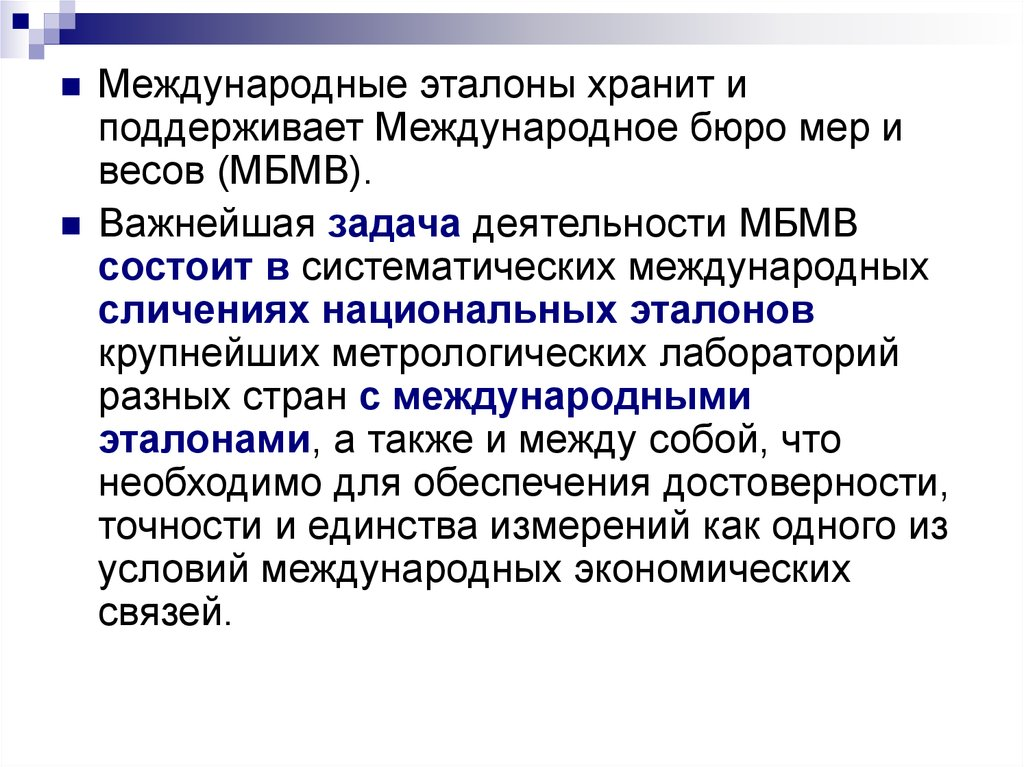 Международные эталоны хранит и
поддерживает Международное бюро мер и
весов (МБМВ).
Важнейшая задача деятельности МБМВ
состоит в систематических международных
сличениях национальных эталонов
крупнейших метрологических лабораторий
разных стран с международными
эталонами, а также и между собой, что
необходимо для обеспечения достоверности,
точности и единства измерений как одного из
условий международных экономических
связей.